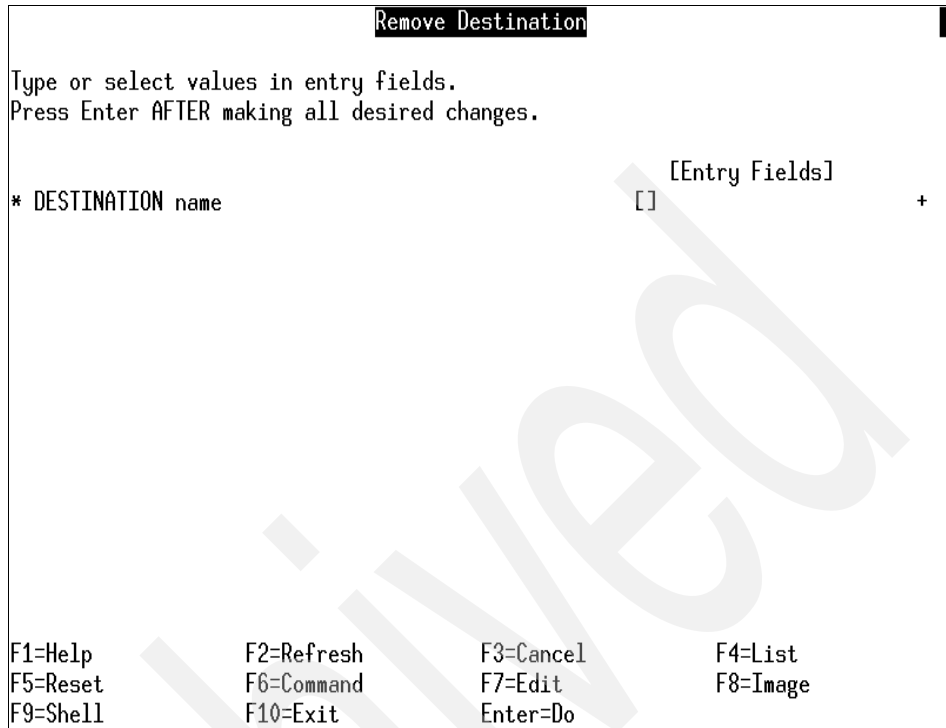 Remove Destination
Type or select values in entry fields.
Press Enter AFTER making all desired changes.
[Entry Fields]
* DESTINATION name [] +
F1=Help F2=Refresh F3=Cancel F4=List
F5=Reset F6=Command F7=Edit F8=Image
F9=Shell F10=Exit Enter=Do
hived